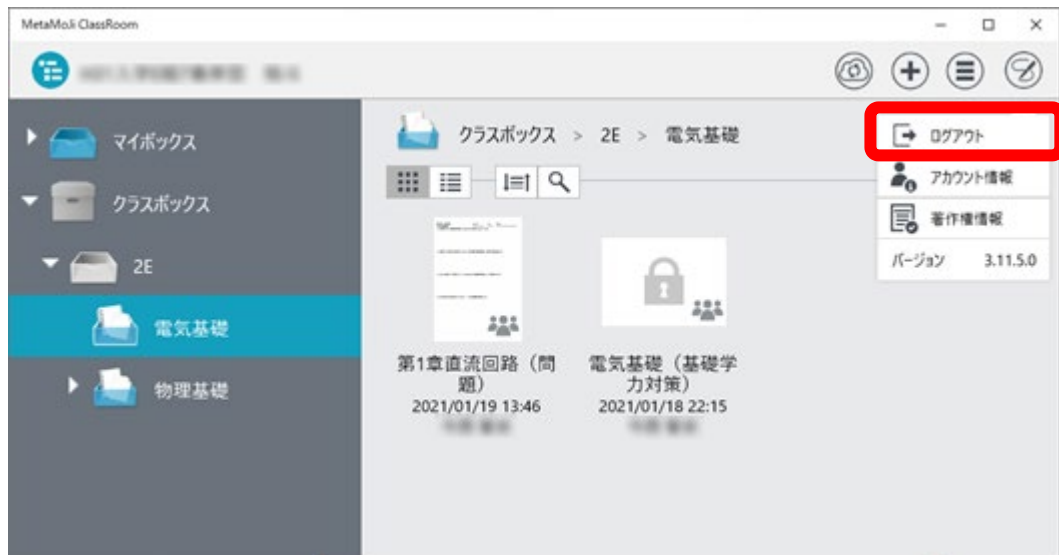 MetaMoJi ClassRoom
マイボックス
クラスボックス
2E
電気基礎
物理基礎
クラスボックス > 2E > 電気基礎
ログアウト
アカウント情報
著作権情報
バージョン 3.11.5.0
第1章直流回路（問
題）
2021/01/19 13:46
電気基礎（基礎学
力対策）
2021/01/18 22:15